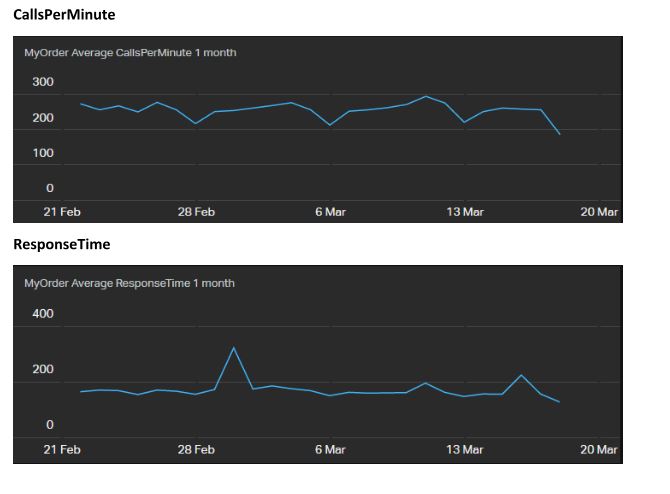 CallsPerMinute
MyOrder Average CallsPerMinute 1 month
300
200
100
0
21 Feb 28 Feb 6 Mar 13 Mar 20 Mar
ResponseTime
MyOrder Average ResponseTime 1 month
400
200
0
21 Feb 28 Feb 6 Mar 13 Mar 20 Mar